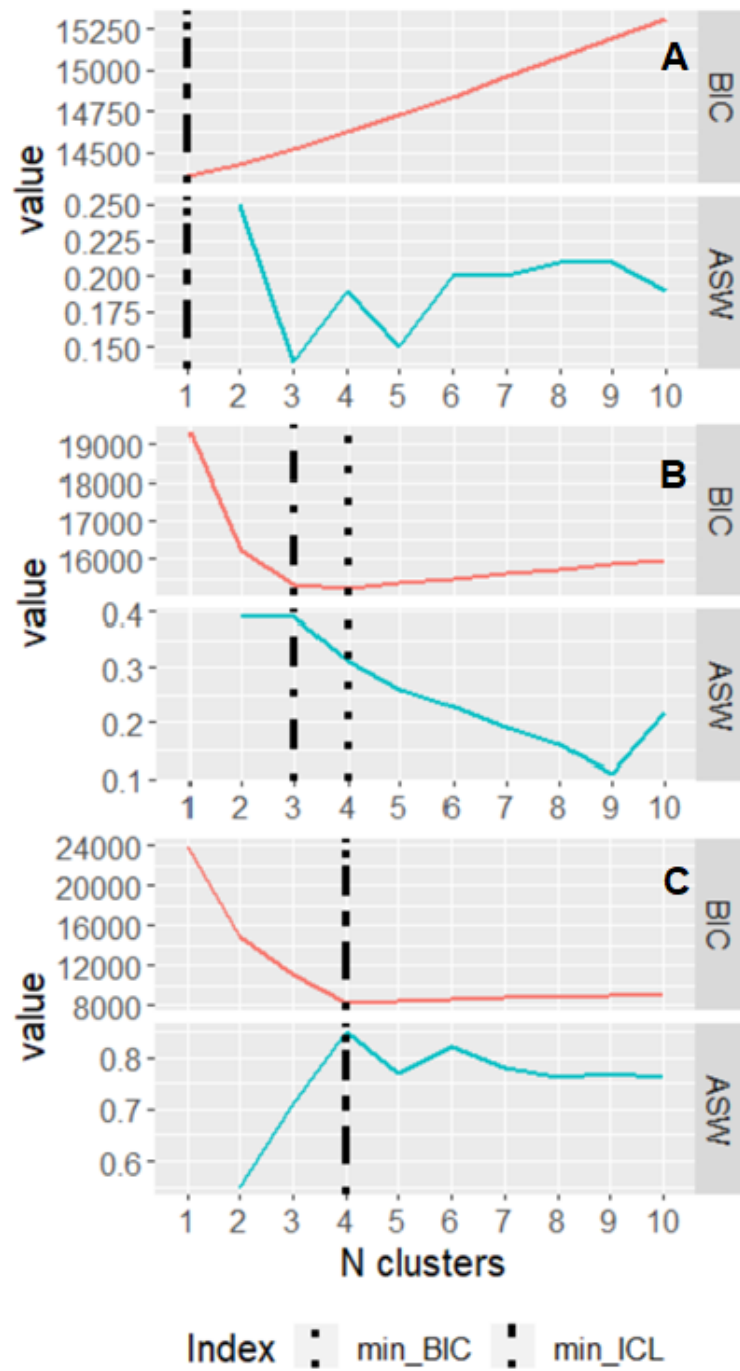 15250
15000
14750
14500
A
BIC
value
0.250
0.225
0.200
0.175
0.150
ASW
1 2 3 4 5 6 7 8 9 10
19000
18000
17000
16000
B
BIC
value
0.4
0.3
0.2
0.1
ASW
1 2 3 4 5 6 7 8 9 10
24000
20000
16000
12000
8000
C
BIC
value
0.8
0.7
0.6
ASW
1 2 3 4 5 6 7 8 9 10
N clusters
Index min_BIC min_ICL